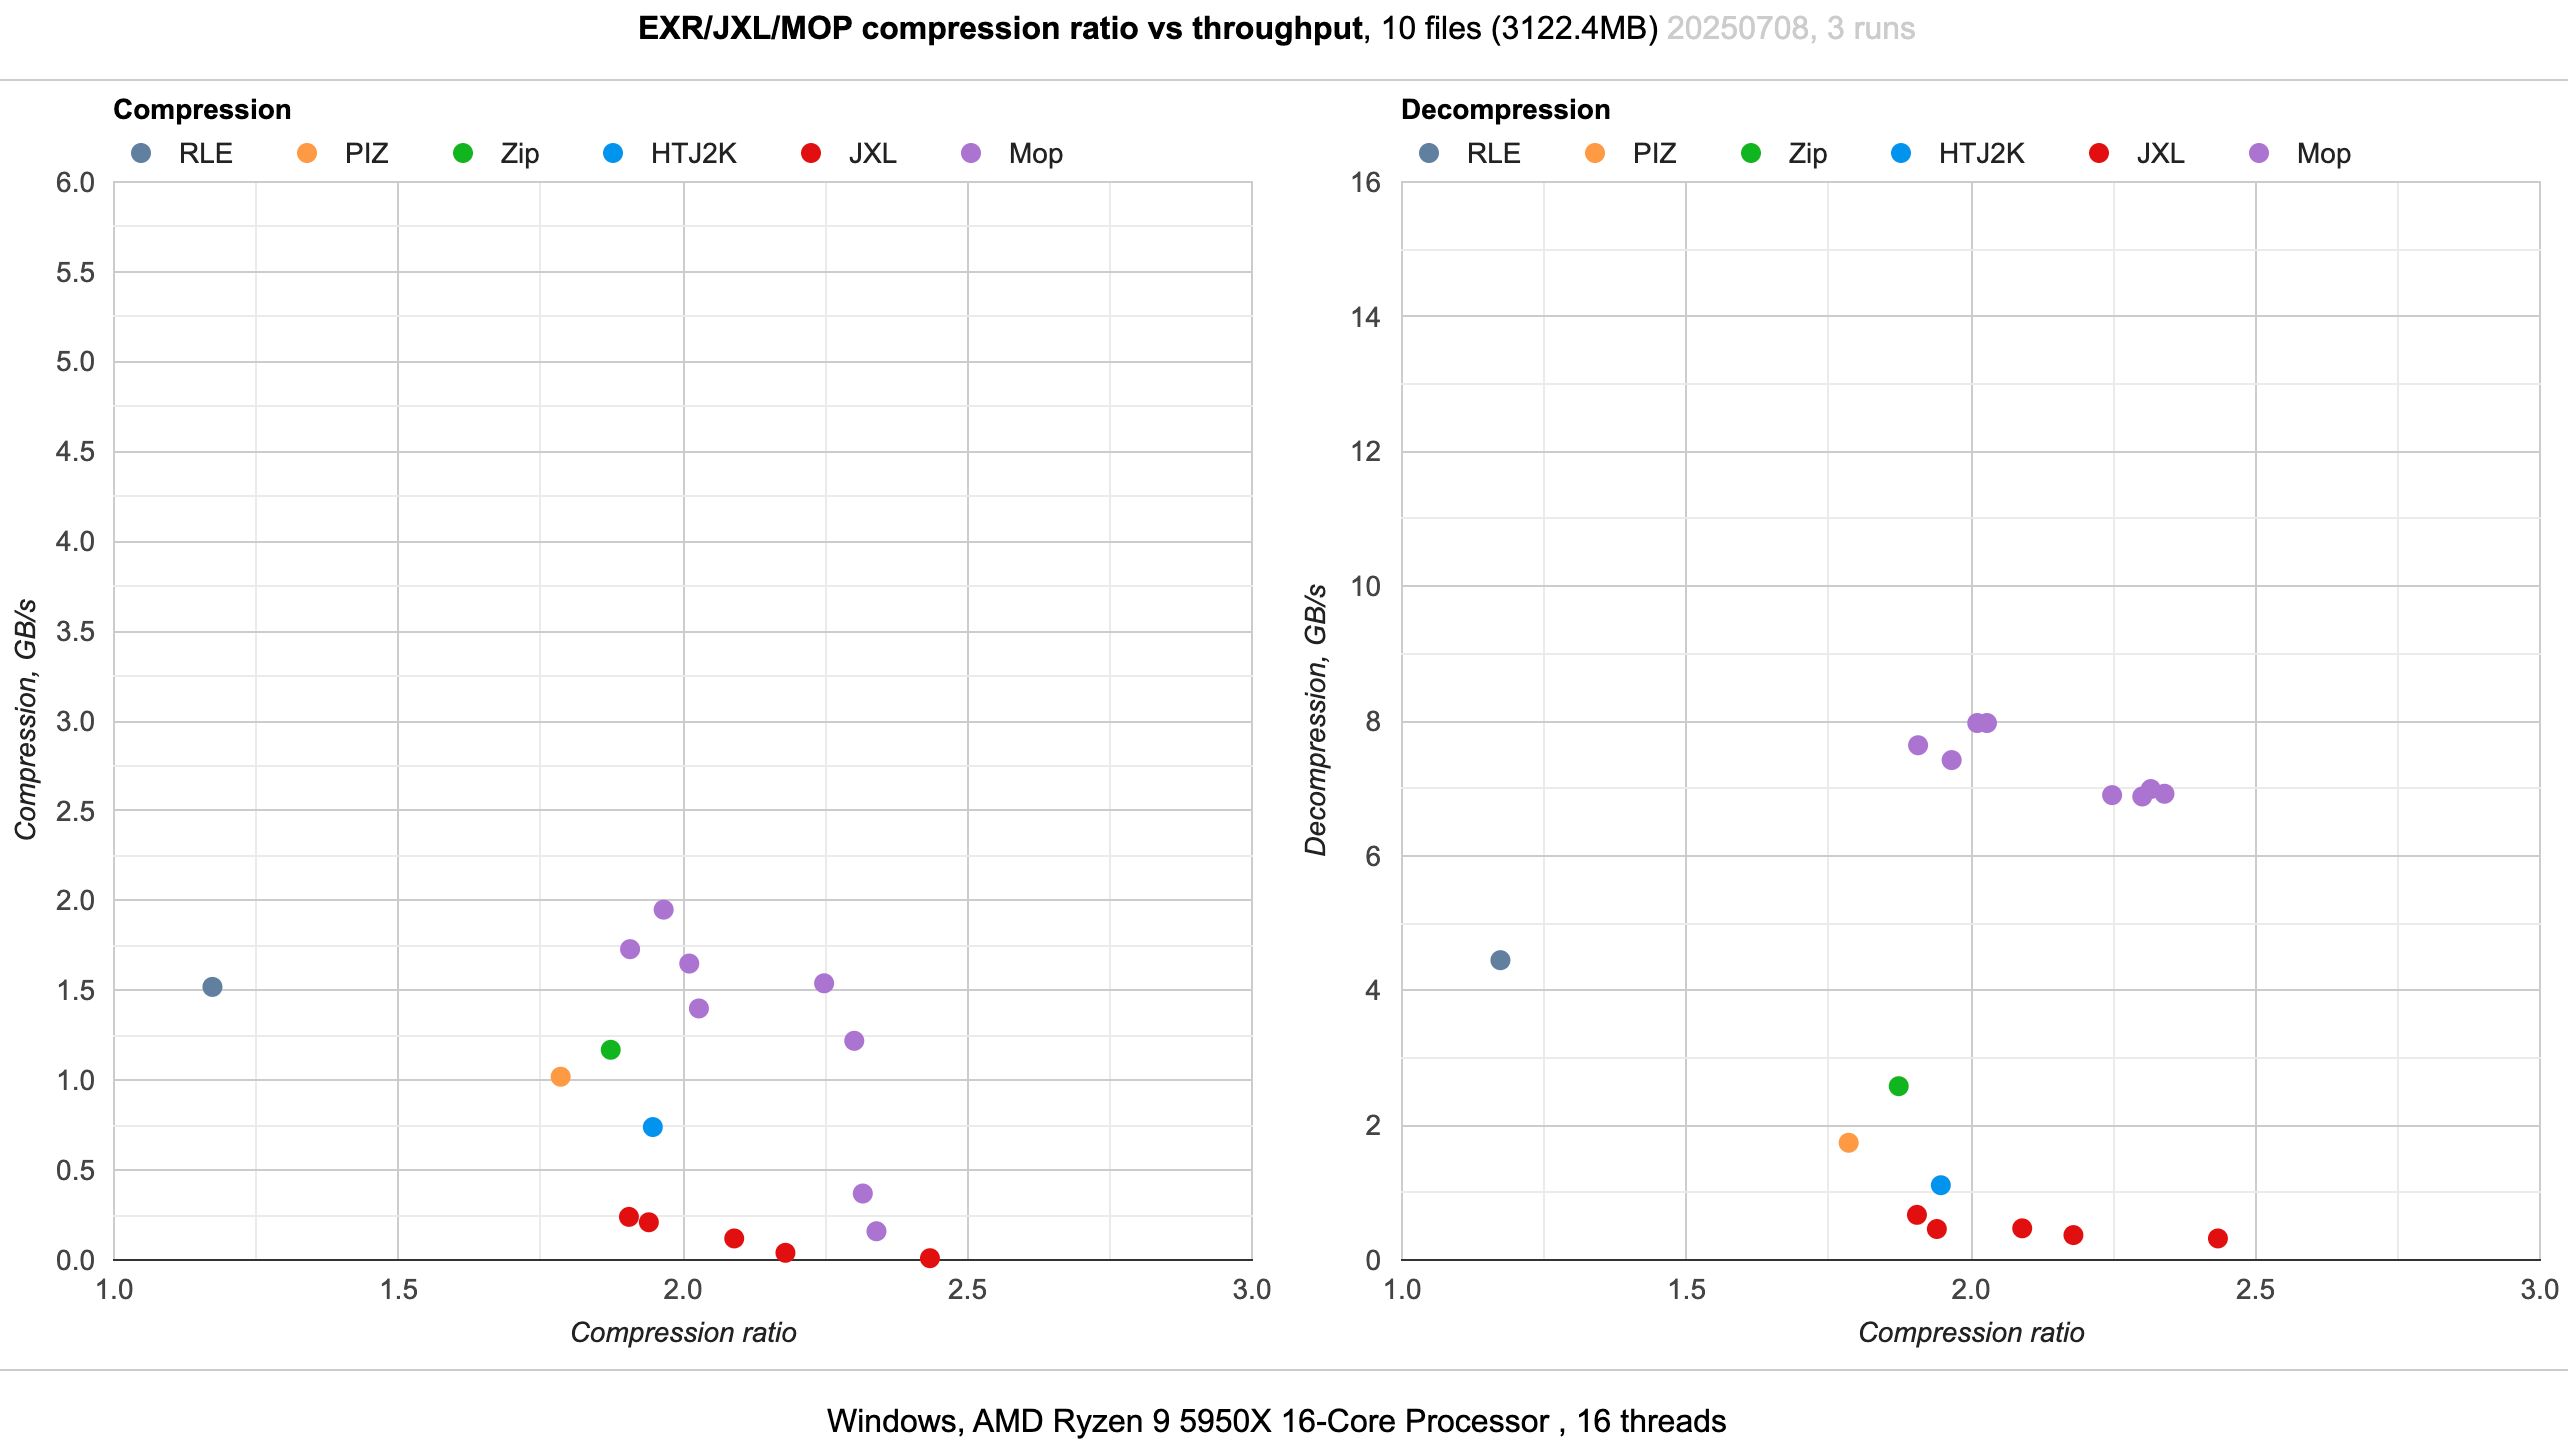 EXR/JXL/MOP compression ratio vs throughput, 10 files (3122.4MB) 20250708, 3 runs
Compression
RLE PIZ Zip HTJ2K JXL Mop
6.0
5.5
5.0
4.5
4.0
3.5
3.0
2.5
2.0
1.5
1.0
0.5
0.0
Compression, GB/s
1.0 1.5 2.0 2.5 3.0
Compression ratio
Decompression
RLE PIZ Zip HTJ2K JXL Mop
16
14
12
10
8
6
4
2
0
Decompression, GB/s
1.0 1.5 2.0 2.5 3.0
Compression ratio
Windows, AMD Ryzen 9 5950X 16-Core Processor , 16 threads